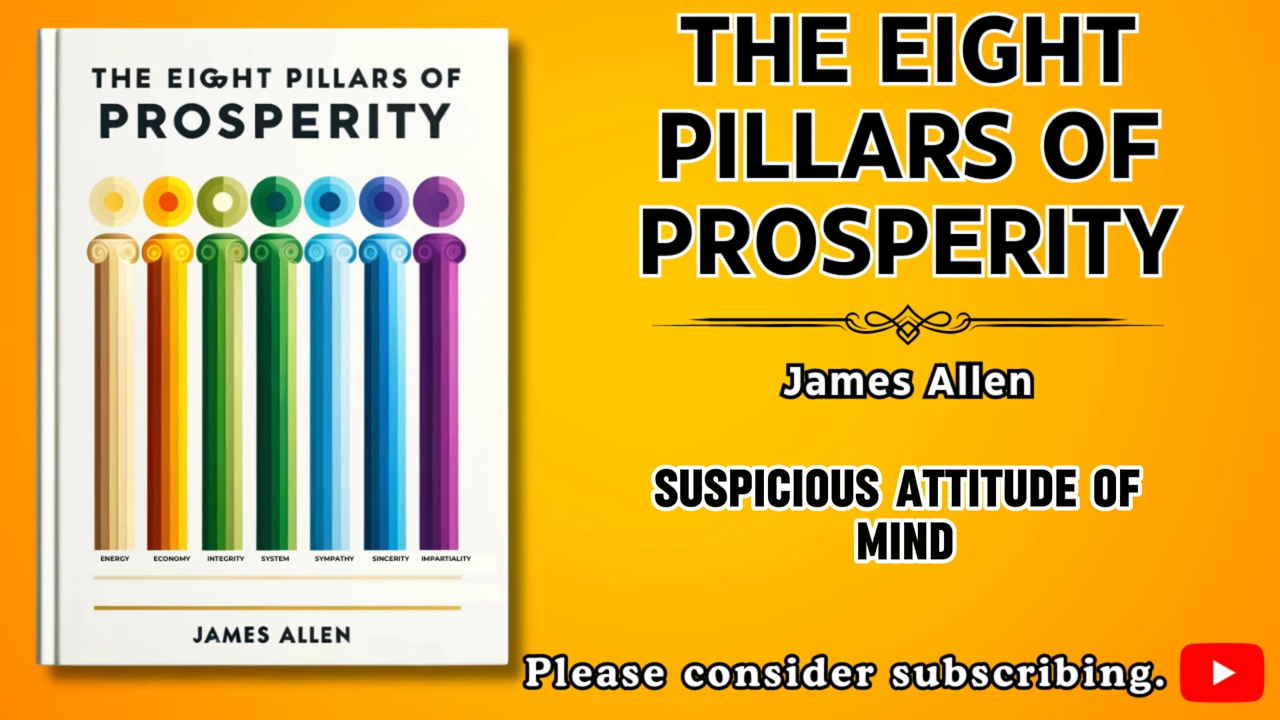 THE EIGHT PILLARS OF
PROSPERITY
ENERGY ECONOMY INTEGRITY SYSTEM SYMPATHY SINCERITY IMPARTIALITY
JAMES ALLEN
THE EIGHT
PILLARS OF
PROSPERITY
James Allen
SUSPICIOUS ATTITUDE OF
MIND
Please consider subscribing.